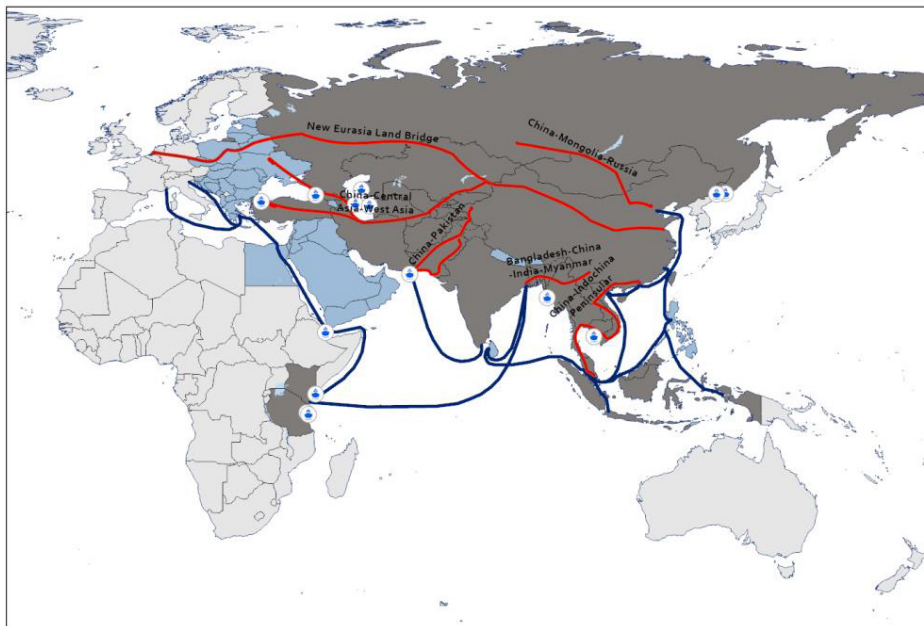 New Eurasia Land Bridge
China-Mongolia-Russia
China-Central
Asia-West Asia
China-Pakistan
Bangladesh-China
-India-Myanmar
China-Indochina
Peninsular